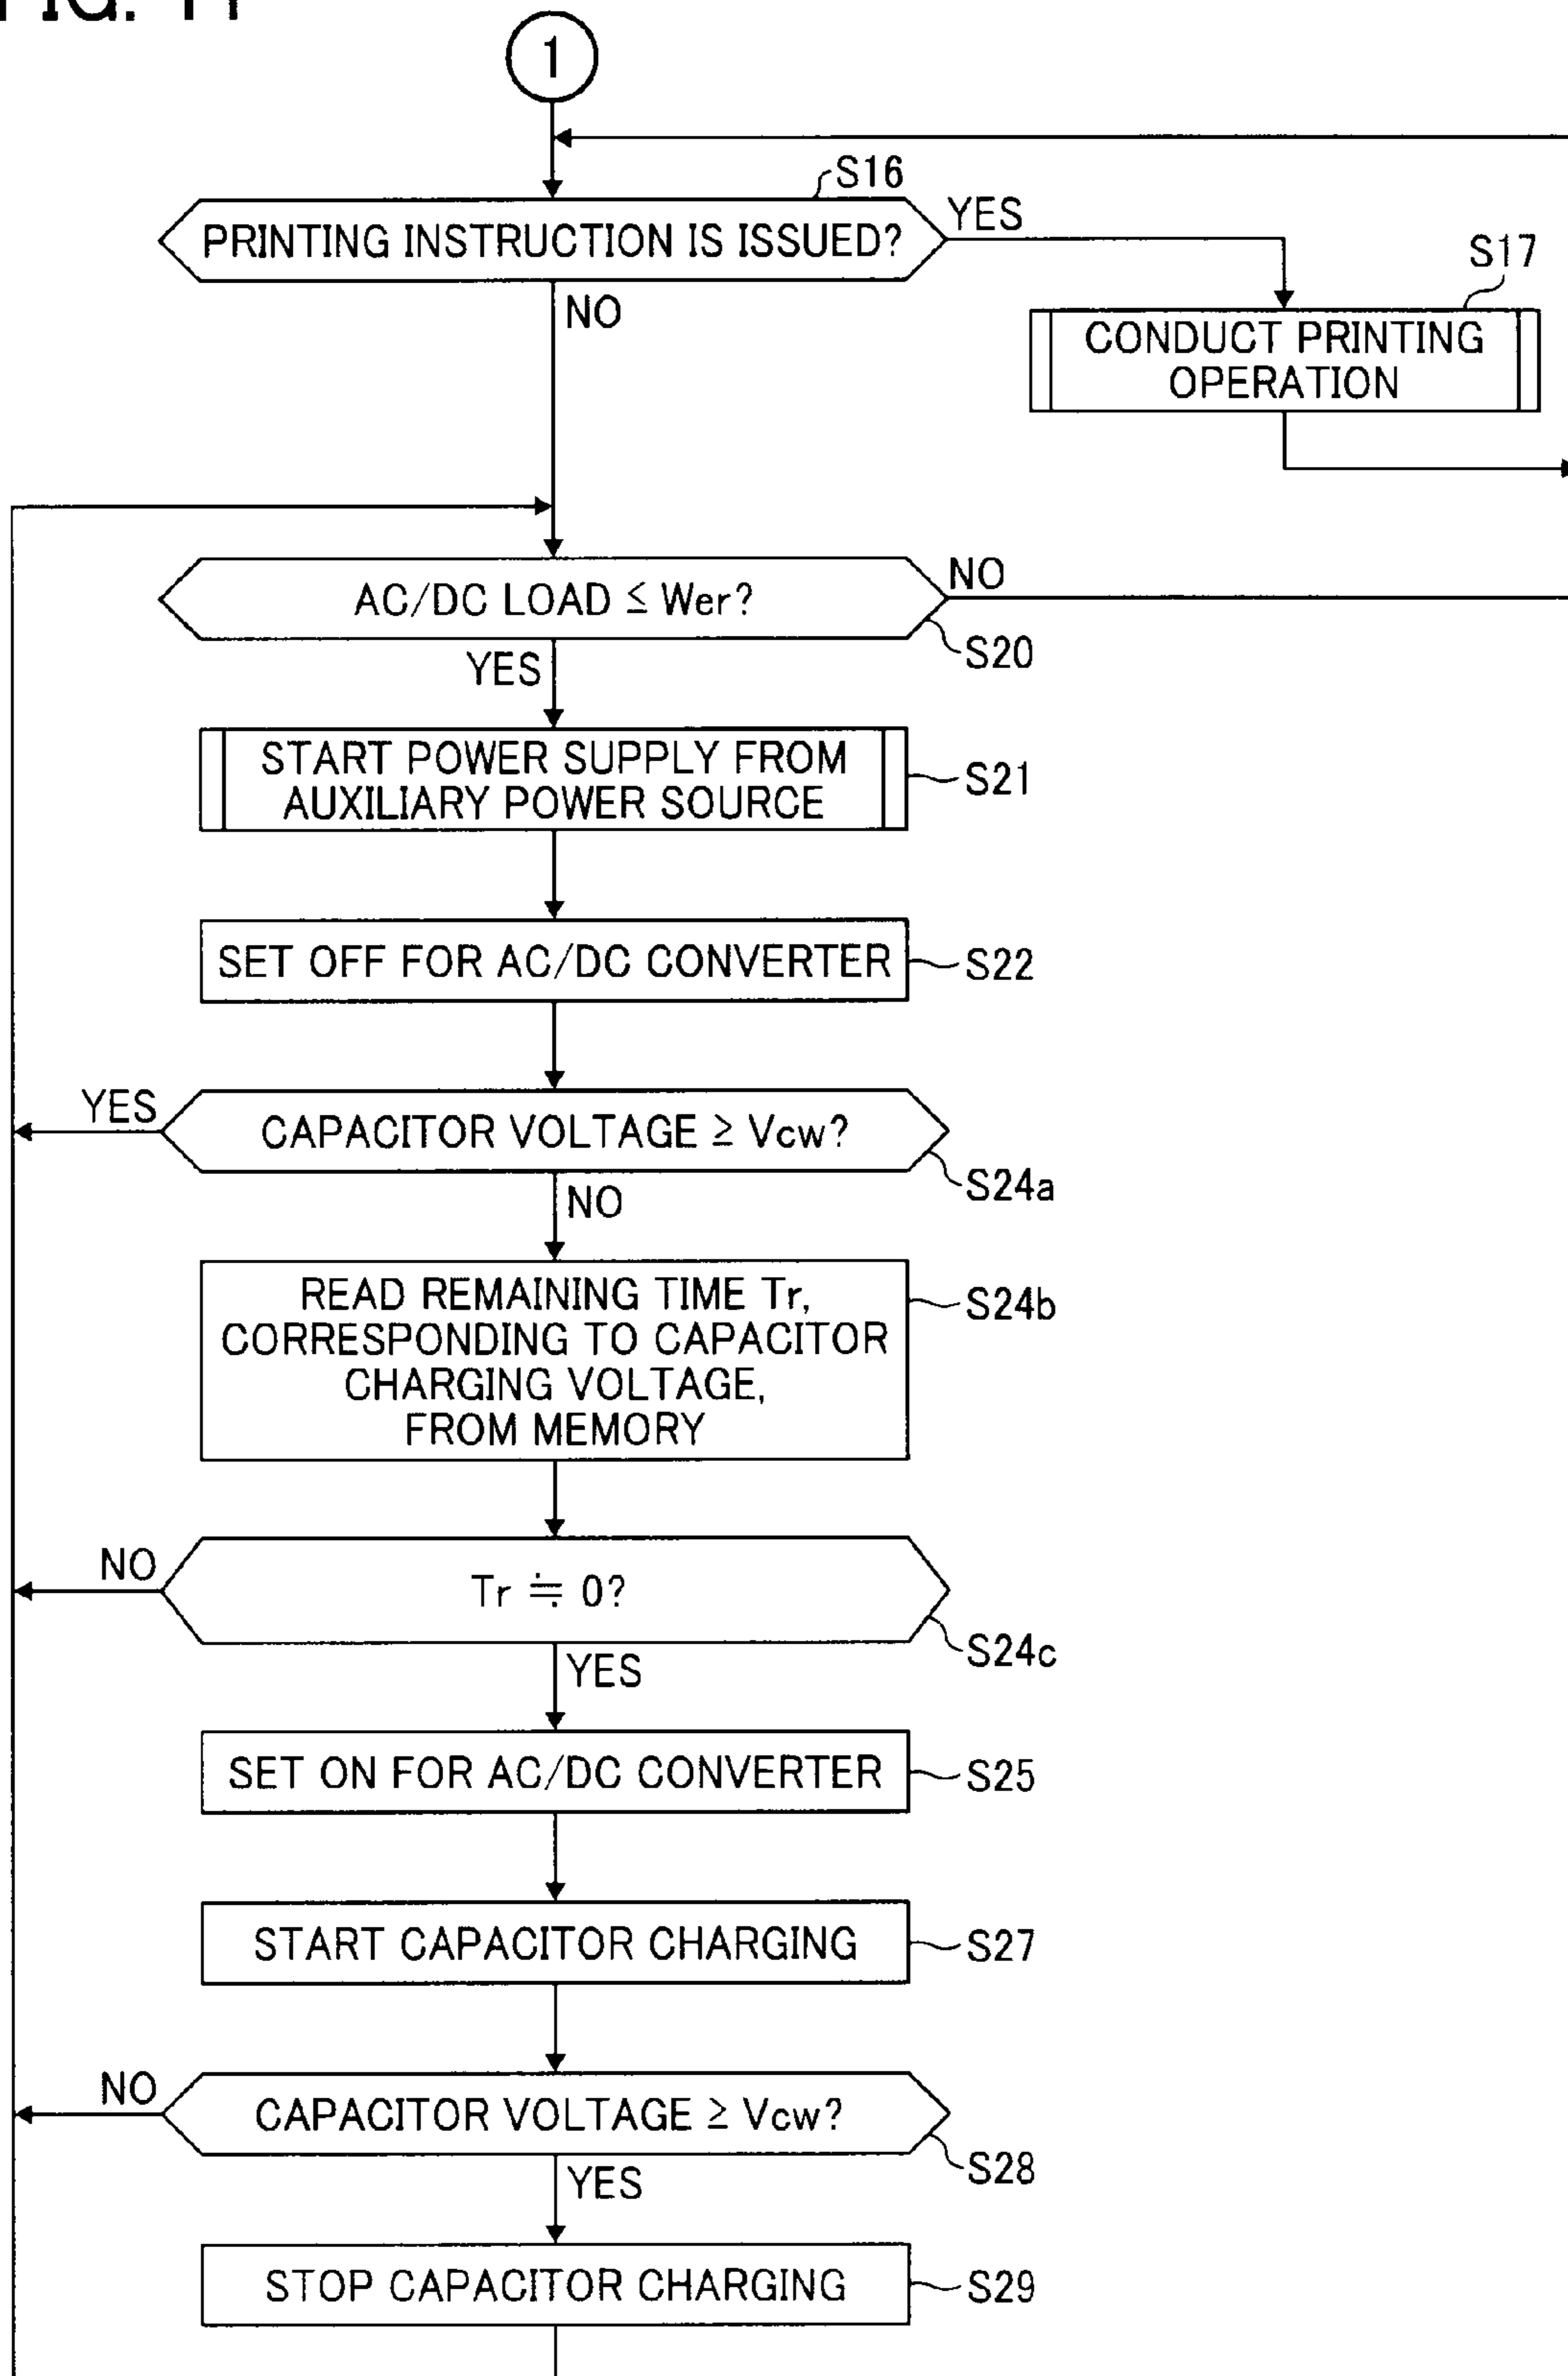 FIG. 11
1
S16
PRINTING INSTRUCTION IS ISSUED?
YES
NO
S17
CONDUCT PRINTING
OPERATION
AC/DC LOAD ≦ Wer?
NO
S20
YES
START POWER SUPPLY FROM
AUXILIARY POWER SOURCE
S21
SET OFF FOR AC/DC CONVERTER
S22
YES
CAPACITOR VOLTAGE ≧ Vcw?
S24a
NO
READ REMAINING TIME Tr,
CORRESPONDING TO CAPACITOR
CHARGING VOLTAGE,
FROM MEMORY
S24b
NO
Tr ≒ 0?
S24c
YES
SET ON FOR AC/DC CONVERTER
S25
START CAPACITOR CHARGING
S27
NO
CAPACITOR VOLTAGE ≧ Vcw?
S28
YES
STOP CAPACITOR CHARGING
S29